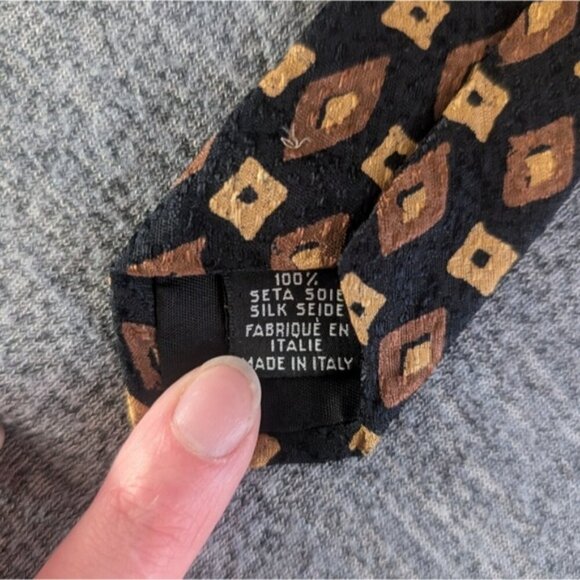 100%
SETA SOIE
SILK SEIDE
FABRIQUÈ EN
ITALIE
MADE IN ITALY